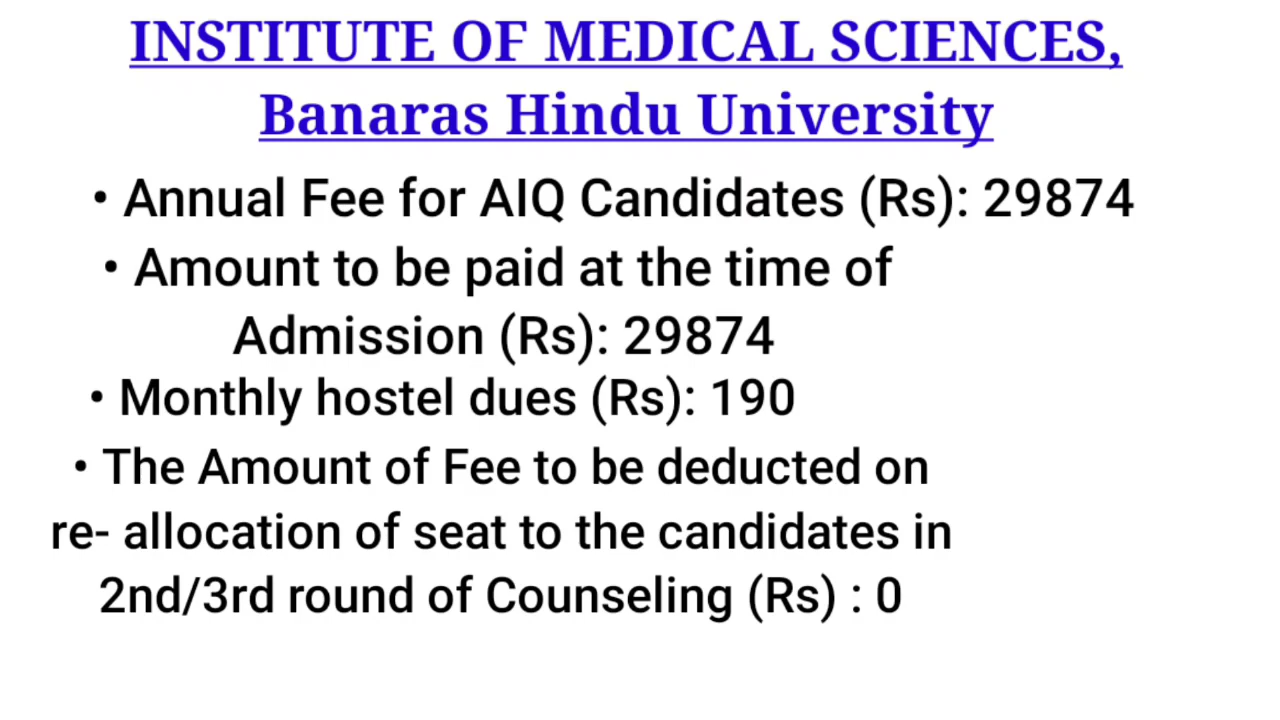 INSTITUTE OF MEDICAL SCIENCES,
Banaras Hindu University
• Annual Fee for AIQ Candidates (Rs): 29874
• Amount to be paid at the time of
Admission (Rs): 29874
• Monthly hostel dues (Rs): 190
• The Amount of Fee to be deducted on
re- allocation of seat to the candidates in
2nd/3rd round of Counseling (Rs) : 0